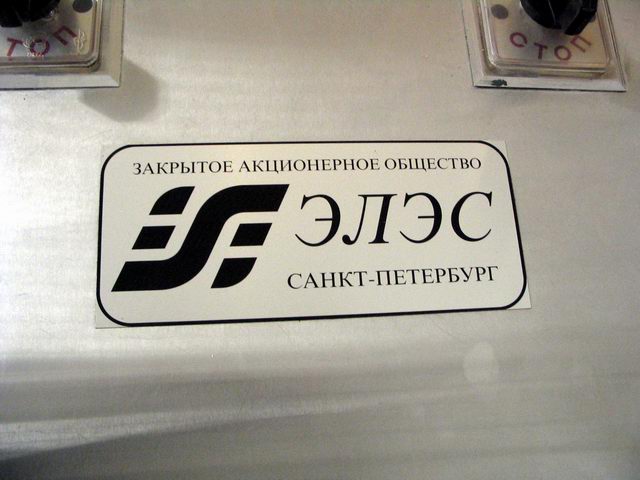 СТОП
СТОП
ЗАКРЫТОЕ АКЦИОНЕРНОЕ ОБЩЕСТВО
ЭЛЭС
САНКТ-ПЕТЕРБУРГ